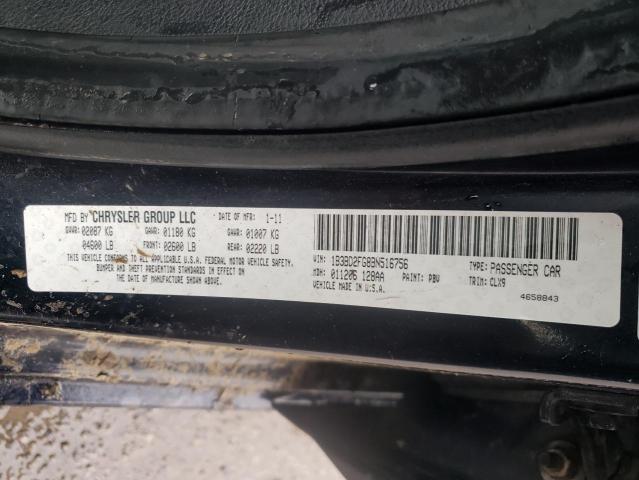 MFD BY CHRYSLER GROUP LLC DATE OF MFR: 1-11
GVWR: 02087 KG GAWR: 01180 KG GAWR: 01007 KG
04600 LB FRONT: 02600 LB REAR: 02220 LB
THIS VEHICLE CONFORMS TO ALL APPLICABLE U.S.A. FEDERAL MOTOR VEHICLE SAFETY,
BUMPER AND THEFT PREVENTION STANDARDS IN EFFECT ON
THE DATE OF MANUFACTURE SHOWN ABOVE.
VIN: 1B3BD2FG8BN516756 TYPE: PASSENGER CAR
MDH: 011206 128AA PAINT: PBV TRIM: CLX9
VEHICLE MADE IN U.S.A.
4658843